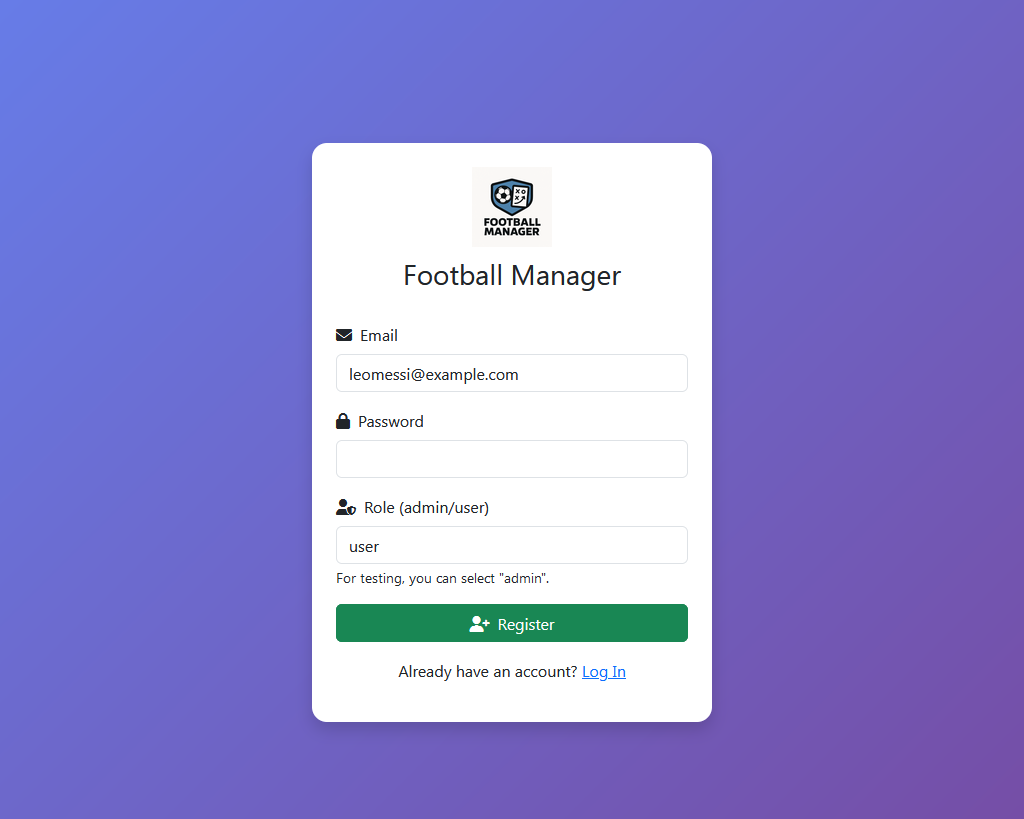 FOOTBALL
MANAGER
Football Manager
Email
leomessi@example.com
Password
Role (admin/user)
user
For testing, you can select "admin".
Register
Already have an account? Log In